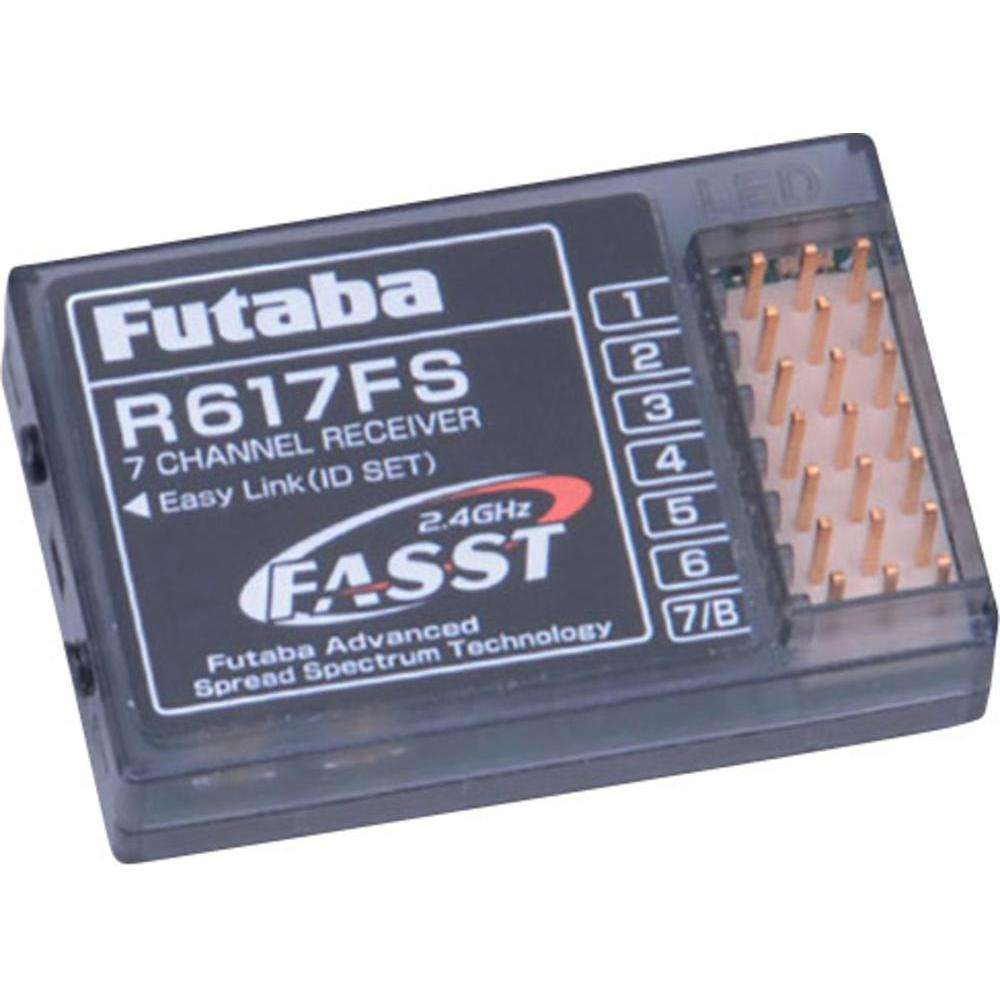 LED
Futaba
R617FS
7 CHANNEL RECEIVER
◀ Easy Link(ID SET)
2.4GHz
FASST
Futaba Advanced
Spread Spectrum Technology
1
2
3
4
5
6
7/B